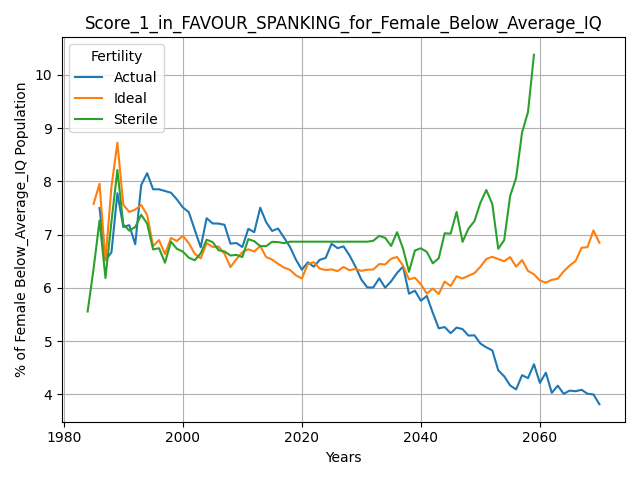 Score_1_in_FAVOUR_SPANKING_for_Female_Below_Average_IQ
Fertility
Actual
Ideal
Sterile
% of Female Below_Average_IQ Population
10
9
8
7
6
5
4
1980
2000
2020
2040
2060
Years